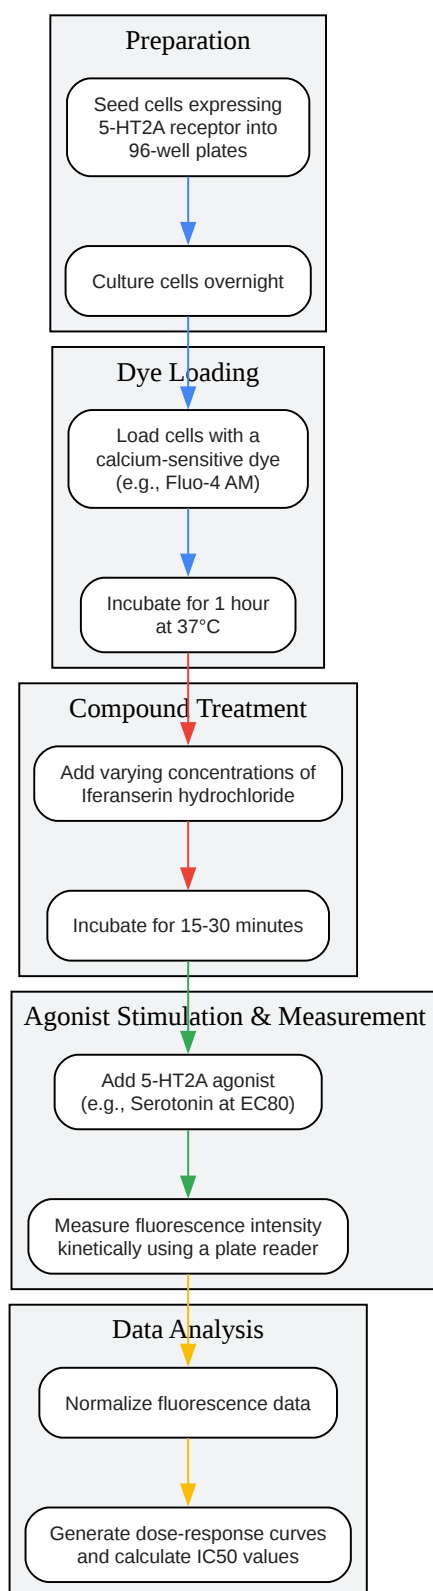 Preparation
Seed cells expressing
5-HT2A receptor into
96-well plates
Culture cells overnight
Dye Loading
Load cells with a
calcium-sensitive dye
(e.g., Fluo-4 AM)
Incubate for 1 hour
at 37°C
Compound Treatment
Add varying concentrations of
Iferanserin hydrochloride
Incubate for 15-30 minutes
Agonist Stimulation & Measurement
Add 5-HT2A agonist
(e.g., Serotonin at EC80)
Measure fluorescence intensity
kinetically using a plate reader
Data Analysis
Normalize fluorescence data
Generate dose-response curves
and calculate IC50 values